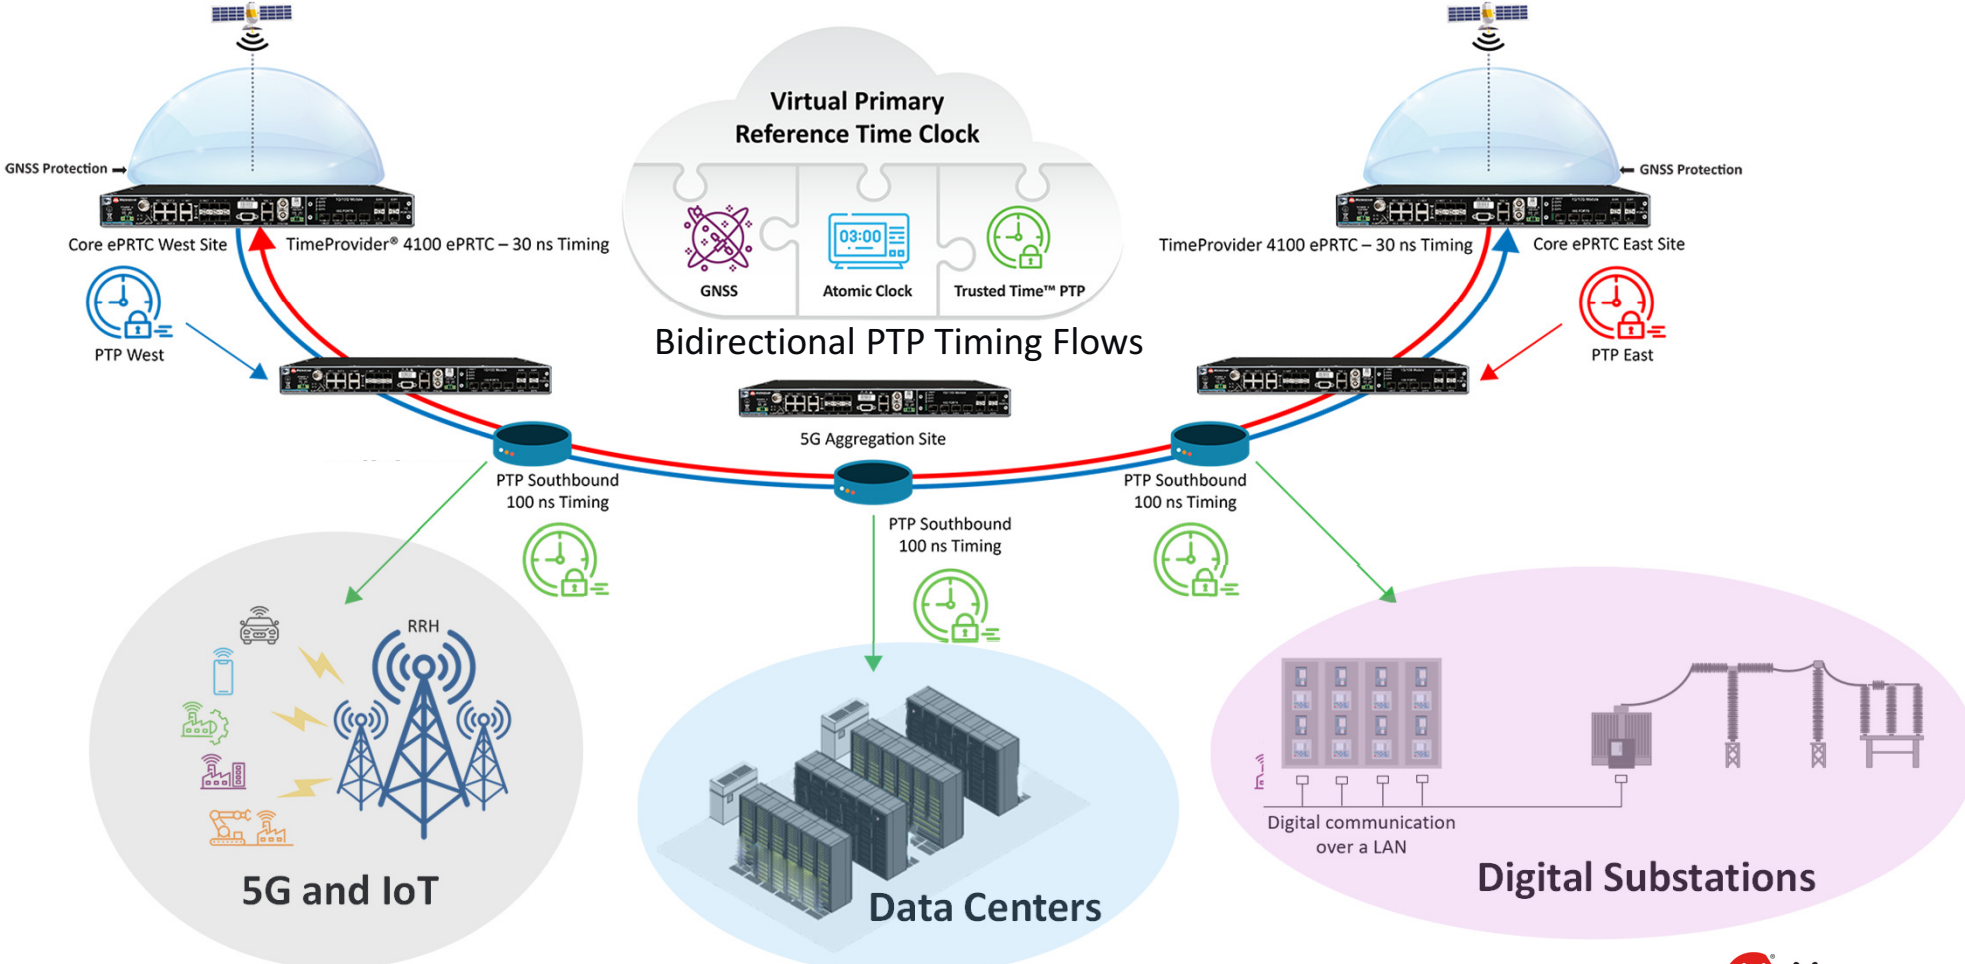 Virtual Primary
Reference Time Clock
GNSS Protection
GNSS Protection
03:00
GNSS
Atomic Clock
Trusted Time™ PTP
Core ePRTC West Site
TimeProvider® 4100 ePRTC – 30 ns Timing
TimeProvider 4100 ePRTC – 30 ns Timing
Core ePRTC East Site
PTP West
Bidirectional PTP Timing Flows
PTP East
5G Aggregation Site
PTP Southbound
100 ns Timing
PTP Southbound
100 ns Timing
PTP Southbound
100 ns Timing
RRH
5G and IoT
Data Centers
Digital communication
over a LAN
Digital Substations